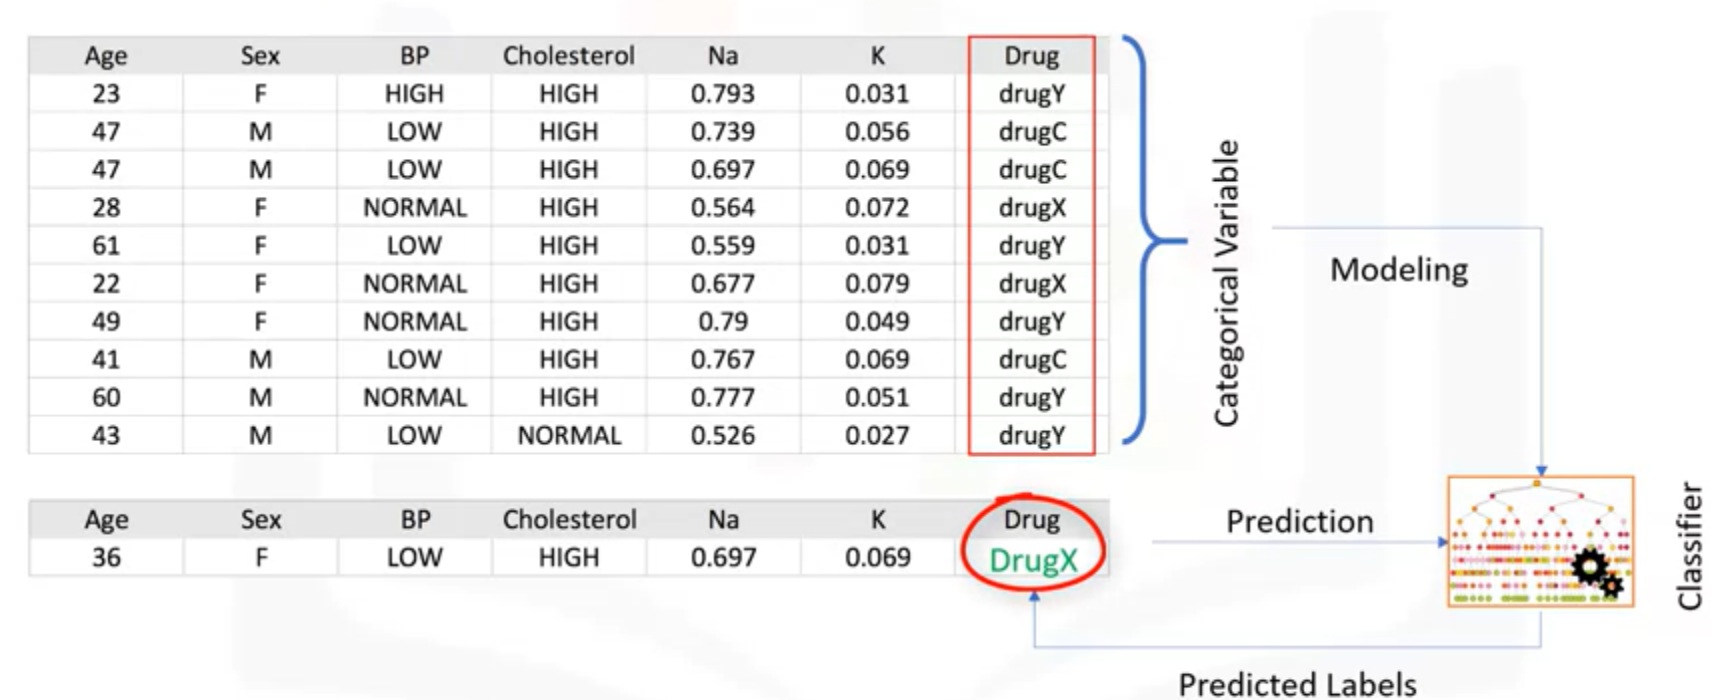 Age Sex BP Cholesterol Na K Drug
23 F HIGH HIGH 0.793 0.031 drugY
47 M LOW HIGH 0.739 0.056 drugC
47 M LOW HIGH 0.697 0.069 drugC
28 F NORMAL HIGH 0.564 0.072 drugX
61 F LOW HIGH 0.559 0.031 drugY
22 F NORMAL HIGH 0.677 0.079 drugX
49 F NORMAL HIGH 0.79 0.049 drugY
41 M LOW HIGH 0.767 0.069 drugC
60 M NORMAL HIGH 0.777 0.051 drugY
43 M LOW NORMAL 0.526 0.027 drugY
Categorical Variable
Modeling
Age Sex BP Cholesterol Na K Drug
36 F LOW HIGH 0.697 0.069 DrugX
Prediction
Classifier
Predicted Labels